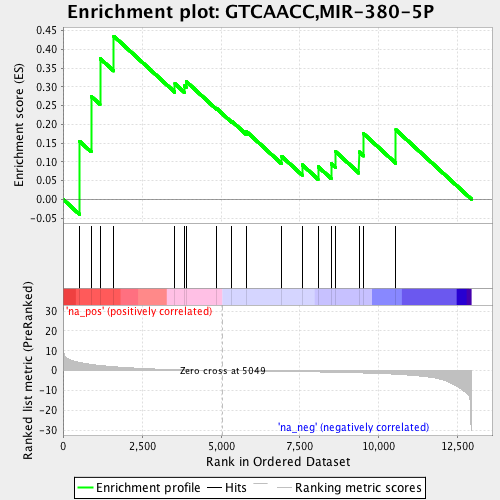 Enrichment plot: GTCAACC,MIR-380-5P
Enrichment score (ES)
0.45
0.40
0.35
0.30
0.25
0.20
0.15
0.10
0.05
0.00
-0.05
'na_pos' (positively correlated)
Ranked list metric (PreRanked)
30
20
10
0
-10
-20
-30
Zero cross at 5049
'na_neg' (negatively correlated)
0 2,500 5,000 7,500 10,000 12,500
Rank in Ordered Dataset
Enrichment profile Hits Ranking metric scores